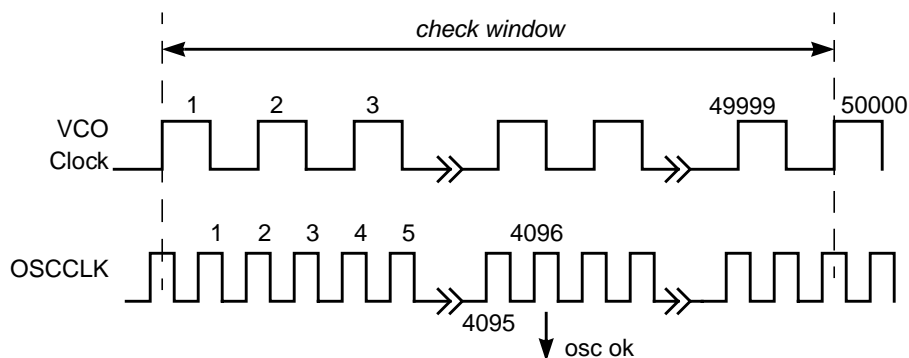 check window
1 2 3 49999 50000
VCO
Clock
1 2 3 4 5 4096
OSCCLK
4095
osc ok